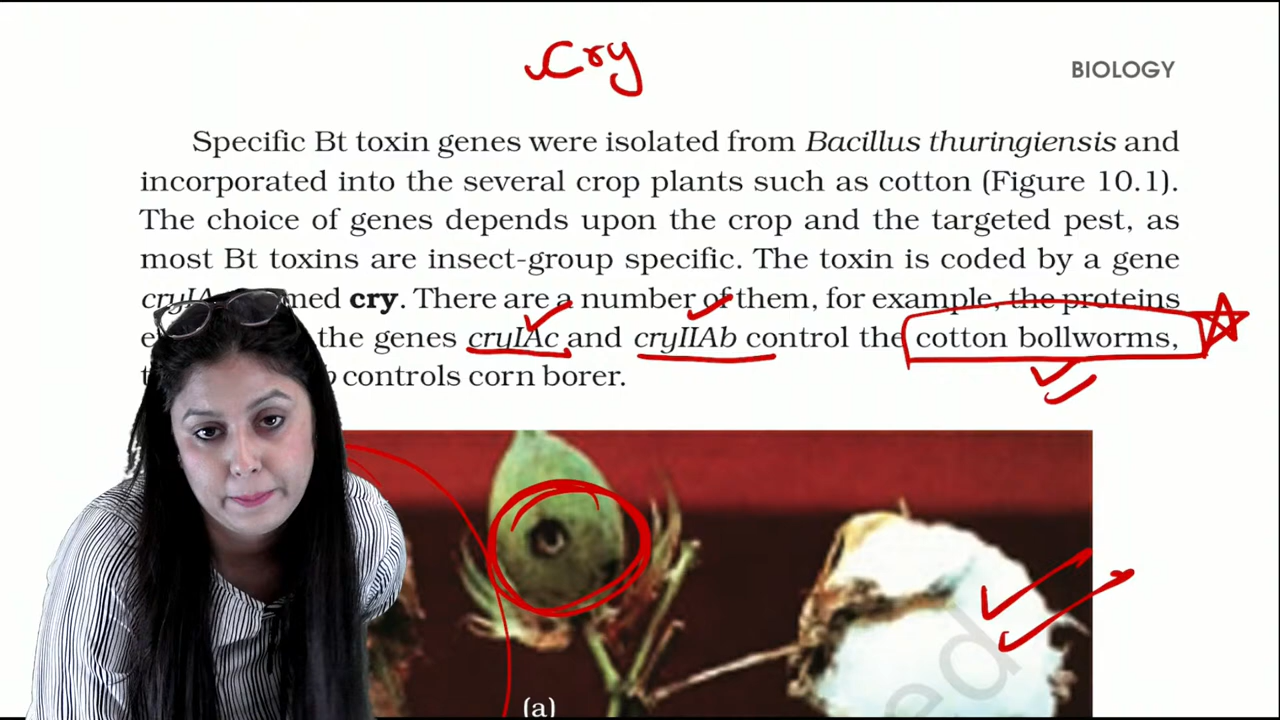 Cry
BIOLOGY
Specific Bt toxin genes were isolated from Bacillus thuringiensis and
incorporated into the several crop plants such as cotton (Figure 10.1).
The choice of genes depends upon the crop and the targeted pest, as
most Bt toxins are insect-group specific. The toxin is coded by a gene
cryIA med cry. There are a number of them, for example, the proteins
the genes cryIAc and cryIIAb control the cotton bollworms,
controls corn borer.
(a)